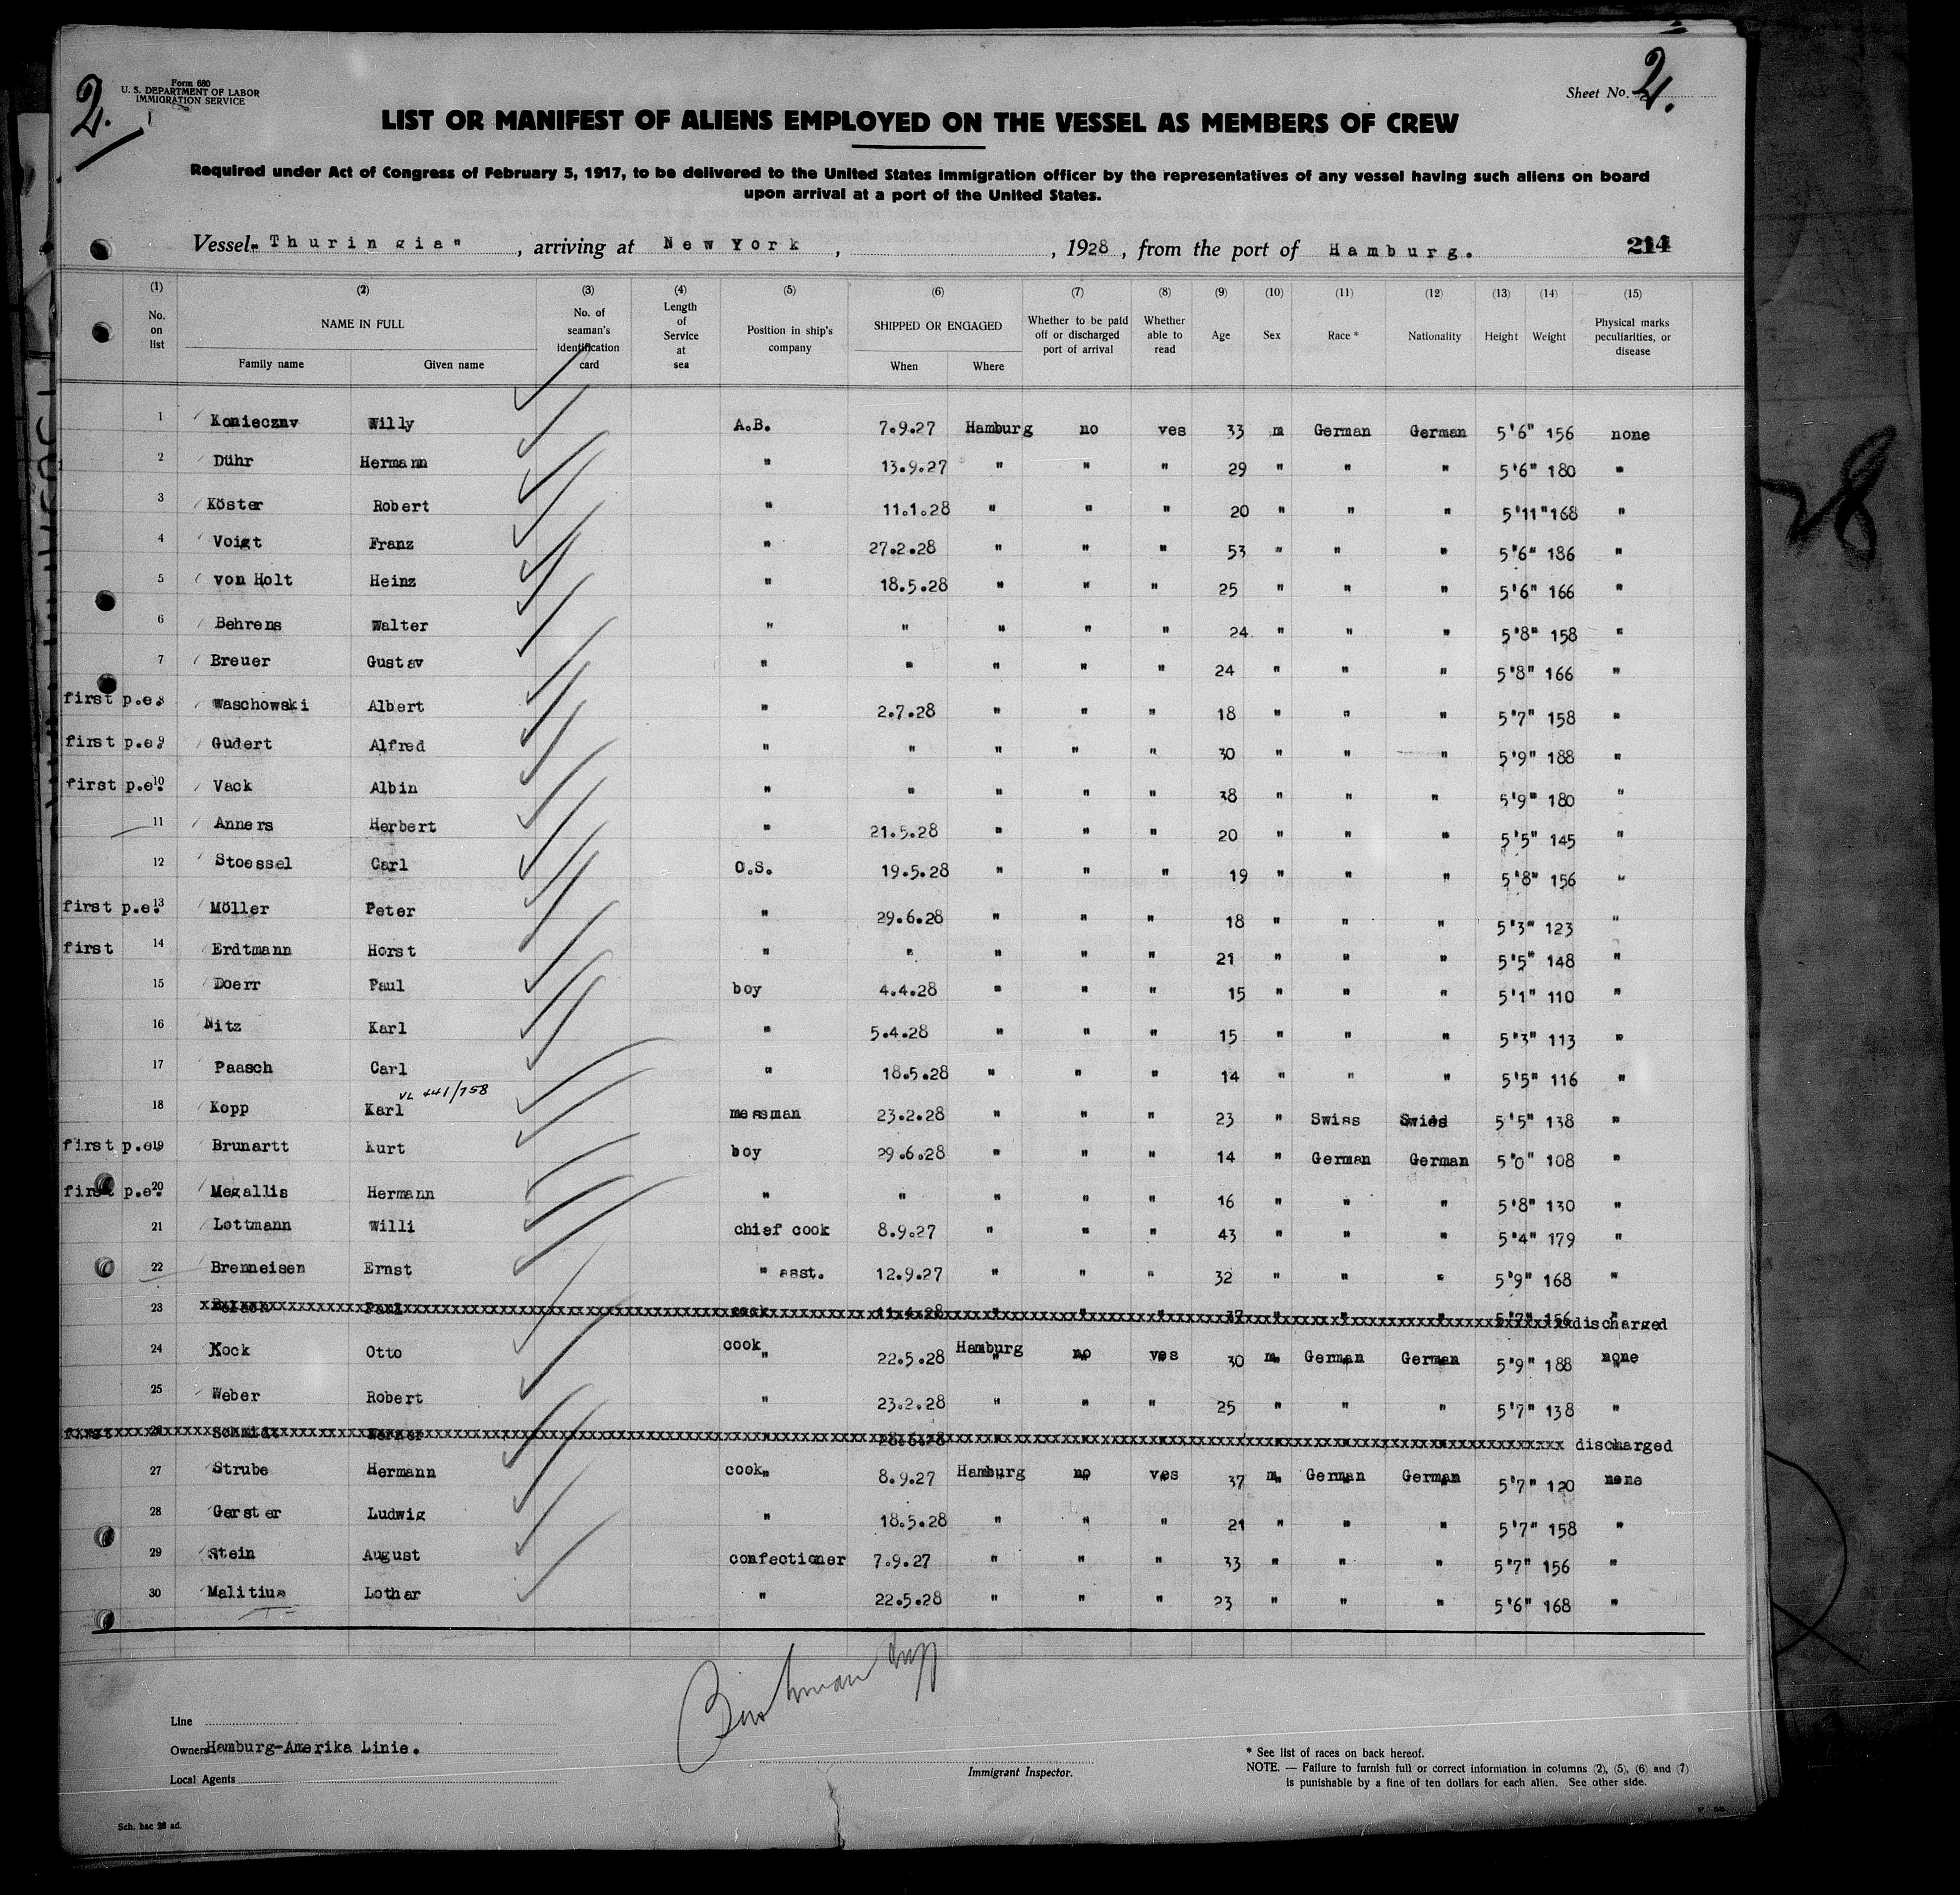 2.
Form 680
U. S. DEPARTMENT OF LABOR
IMMIGRATION SERVICE
Sheet No. 2.
LIST OR MANIFEST OF ALIENS EMPLOYED ON THE VESSEL AS MEMBERS OF CREW
Required under Act of Congress of February 5, 1917, to be delivered to the United States immigration officer by the representatives of any vessel having such aliens on board
upon arrival at a port of the United States.
Vessel "Thuringia", arriving at New York, , 1928, from the port of Hamburg. 214
(1) (2) (3) (4) (5) (6) (7) (8) (9) (10) (11) (12) (13) (14) (15)
No. on list NAME IN FULL Family name Given name No. of seaman's identification card Length of Service at sea Position in ship's company SHIPPED OR ENGAGED When Where Whether to be paid off or discharged port of arrival Whether able to read Age Sex Race * Nationality Height Weight Physical marks peculiarities, or disease
1 Konieczny Willy A.B. 7.9.27 Hamburg no yes 33 m German German 5'6" 156 none
2 Dühr Hermann " 13.9.27 " " " 29 " " " 5'6" 180 "
3 Köster Robert " 11.1.28 " " " 20 " " " 5'11" 168 "
4 Voigt Franz " 27.2.28 " " " 53 " " " 5'6" 186 "
5 von Holt Heinz " 18.5.28 " " " 25 " " " 5'6" 166 "
6 Behrens Walter " " " " " 24 " " " 5'8" 158 "
7 Breuer Gustav " " " " " 24 " " " 5'8" 166 "
first p.e. 8 Waschowski Albert " 2.7.28 " " " 18 " " " 5'7" 158 "
first p.e. 9 Gudert Alfred " " " " " 30 " " " 5'9" 188 "
first p.e. 10 Vack Albin " " " " " 38 " " " 5'9" 180 "
11 Anners Herbert " 21.5.28 " " " 20 " " " 5'5" 145 "
12 Stoessel Carl O.S. 19.5.28 " " " 19 " " " 5'8" 156 "
first p.e. 13 Möller Peter " 29.6.28 " " " 18 " " " 5'3" 123 "
first 14 Erdtmann Horst " " " " " 21 " " " 5'5" 148 "
15 Doerr Paul boy 4.4.28 " " " 15 " " " 5'1" 110 "
16 Nitz Karl " 5.4.28 " " " 15 " " " 5'3" 113 "
17 Paasch Carl " 18.5.28 " " " 14 " " " 5'5" 116 "
18 Kopp Karl messman 23.2.28 " " " 23 " Swiss Swiss 5'5" 138 "
first p.e. 19 Brunartt Kurt boy 29.6.28 " " " 14 " German German 5'0" 108 "
first p.e. 20 Megallis Hermann " " " " " 16 " " " 5'8" 130 "
21 Lottmann Willi chief cook 8.9.27 " " " 43 " " " 5'4" 179 "
22 Brenneisen Ernst " asst. 12.9.27 " " " 32 " " " 5'9" 168 "
23 Paul cook 11.4.28 " " " 37 " " " 5'7" 156 " discharged
24 Kock Otto cook 22.5.28 Hamburg no yes 30 m German German 5'9" 188 none
25 Weber Robert " 23.2.28 " " " 25 " " " 5'7" 138 "
first 26 Schmidt Werner 28.6.28 discharged
27 Strube Hermann cook 8.9.27 Hamburg no yes 37 m German German 5'7" 120 none
28 Gerster Ludwig " 18.5.28 " " " 21 " " " 5'7" 158 "
29 Stein August confectioner 7.9.27 " " " 33 " " " 5'7" 156 "
30 Malitius Lothar " 22.5.28 " " " 23 " " " 5'6" 168 "
Line
Owners Hamburg-Amerika Linie.
Local Agents
Immigrant Inspector.
* See list of races on back hereof.
NOTE. — Failure to furnish full or correct information in columns (2), (5), (6) and (7)
is punishable by a fine of ten dollars for each alien. See other side.
Sch. bac 28 ad.
28